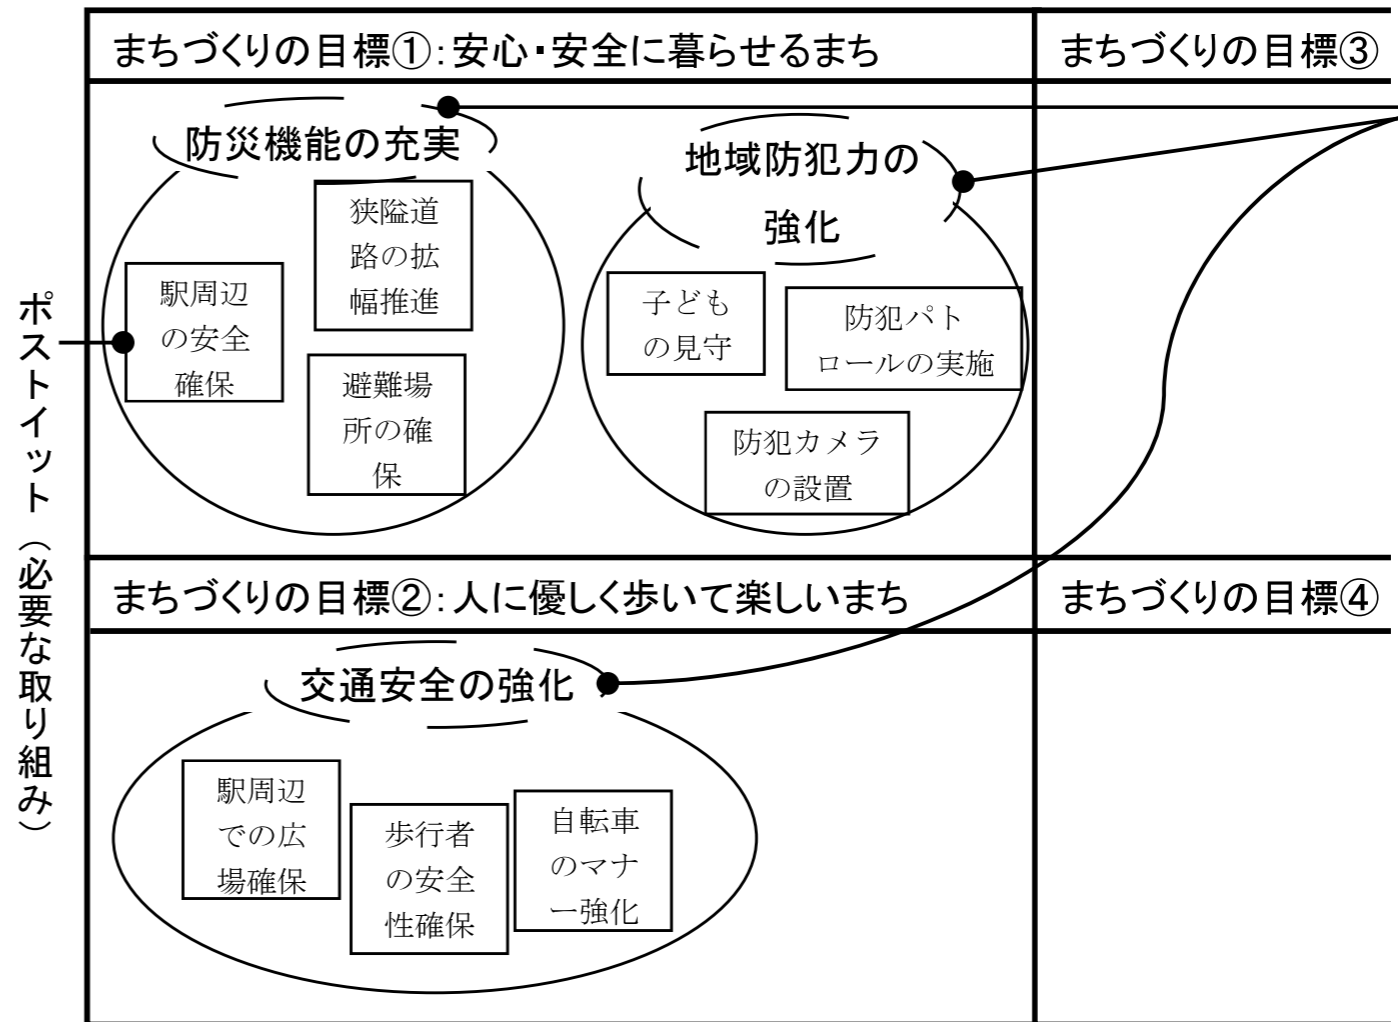 まちづくりの目標①：安心・安全に暮らせるまち
まちづくりの目標③
防災機能の充実
狭隘道
路の拡
幅推進
駅周辺
の安全
確保
避難場
所の確
保
地域防犯力の
強化
子ども
の見守
防犯パト
ロールの実施
防犯カメラ
の設置
ポストイット（必要な取り組み）
まちづくりの目標②：人に優しく歩いて楽しいまち
まちづくりの目標④
交通安全の強化
駅周辺
での広
場確保
歩行者
の安全
性確保
自転車
のマナ
ー強化